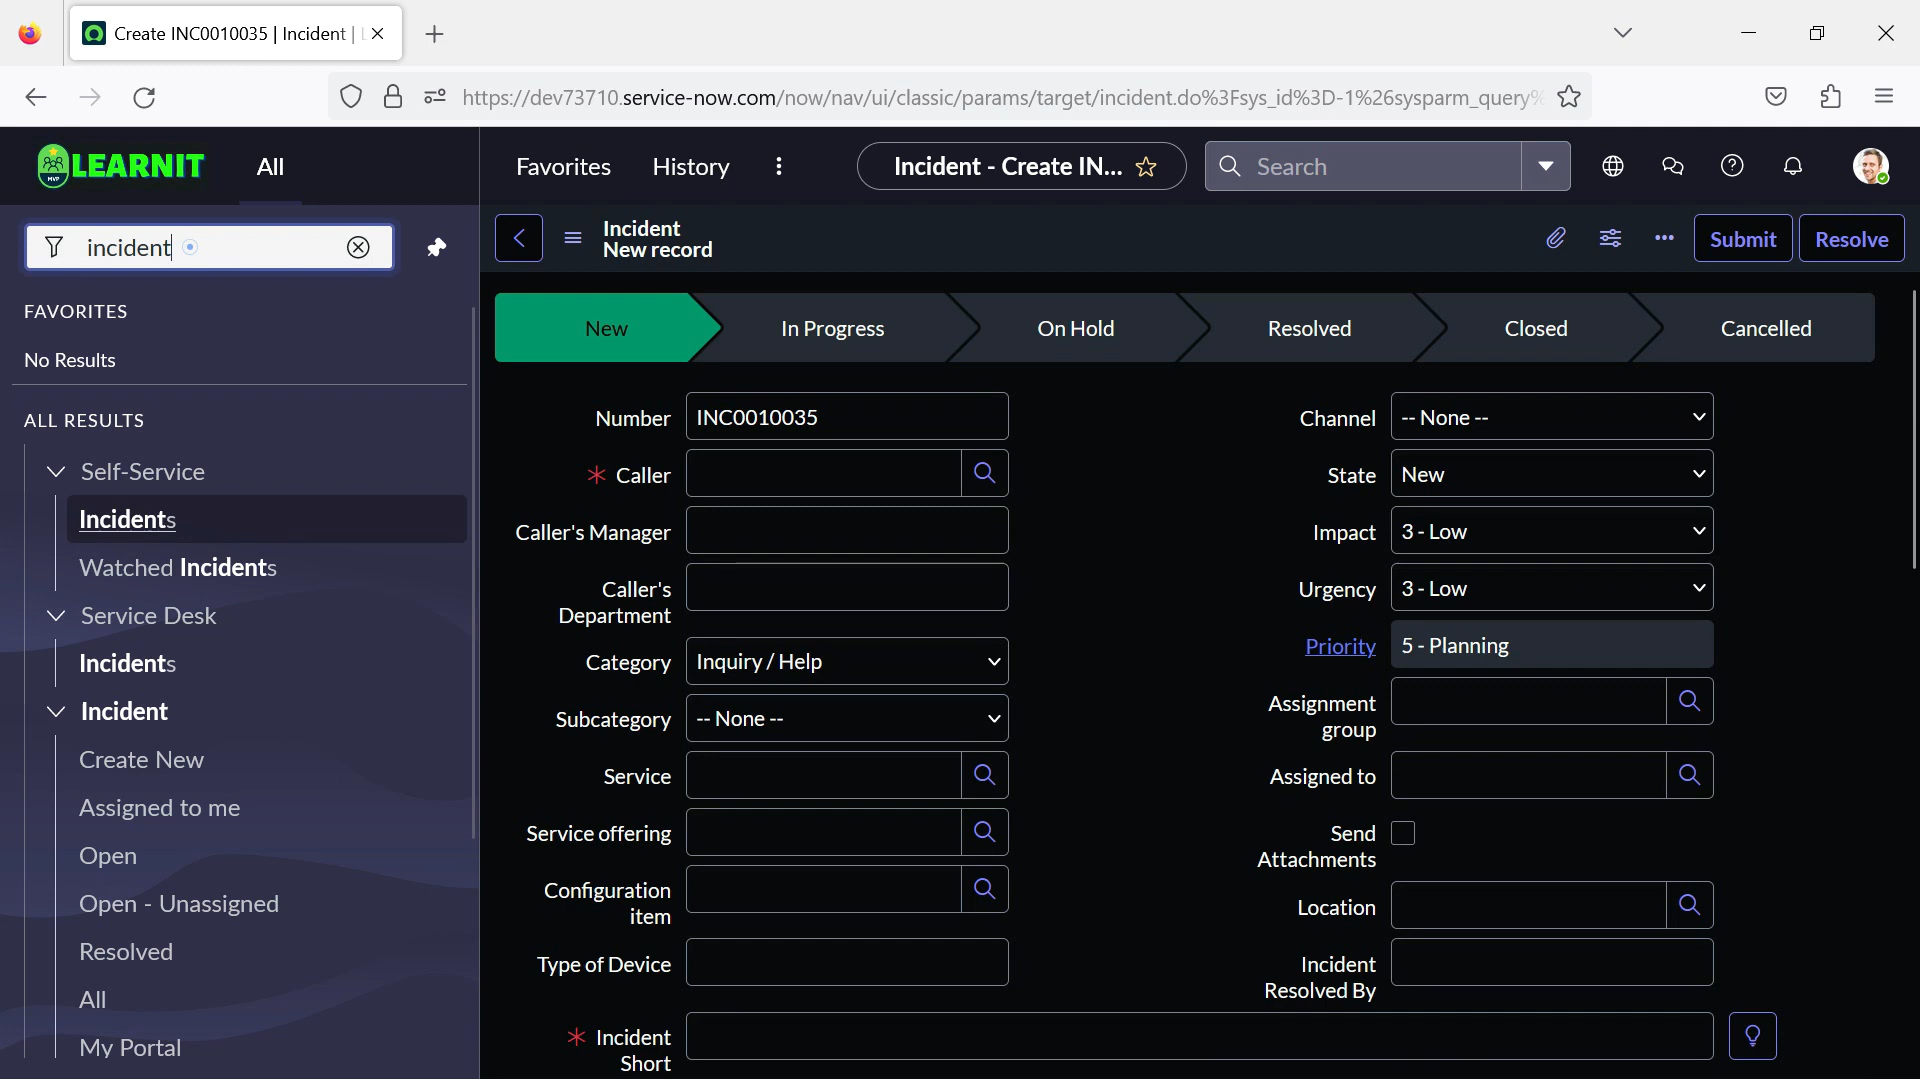 Create INC0010035 | Incident |
https://dev73710.service-now.com/now/nav/ui/classic/params/target/incident.do%3Fsys_id%3D-1%26sysparm_query%
MVP LEARNIT All Favorites History Incident - Create IN... Search
incident
FAVORITES
No Results
ALL RESULTS
Self-Service
Incidents
Watched Incidents
Service Desk
Incidents
Incident
Create New
Assigned to me
Open
Open - Unassigned
Resolved
All
My Portal
Incident
New record
Submit Resolve
New In Progress On Hold Resolved Closed Cancelled
Number INC0010035
* Caller
Caller's Manager
Caller's
Department
Category Inquiry / Help
Subcategory -- None --
Service
Service offering
Configuration
item
Type of Device
* Incident
Short
Channel -- None --
State New
Impact 3 - Low
Urgency 3 - Low
Priority 5 - Planning
Assignment
group
Assigned to
Send
Attachments
Location
Incident
Resolved By